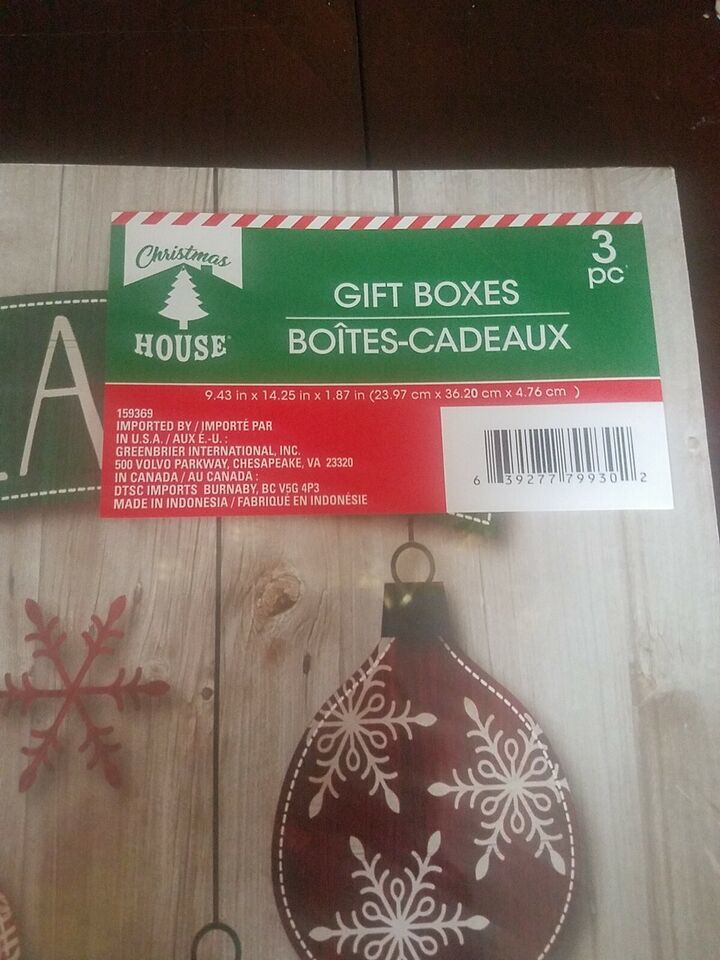 Christmas
HOUSE
3
pc
GIFT BOXES
BOÎTES-CADEAUX
9.43 in x 14.25 in x 1.87 in (23.97 cm x 36.20 cm x 4.76 cm )
159369
IMPORTED BY / IMPORTÉ PAR
IN U.S.A. / AUX É.-U. :
GREENBRIER INTERNATIONAL, INC.
500 VOLVO PARKWAY, CHESAPEAKE, VA 23320
IN CANADA / AU CANADA :
DTSC IMPORTS BURNABY, BC V5G 4P3
MADE IN INDONESIA / FABRIQUÉ EN INDONÉSIE
6 39277 79930 2
A